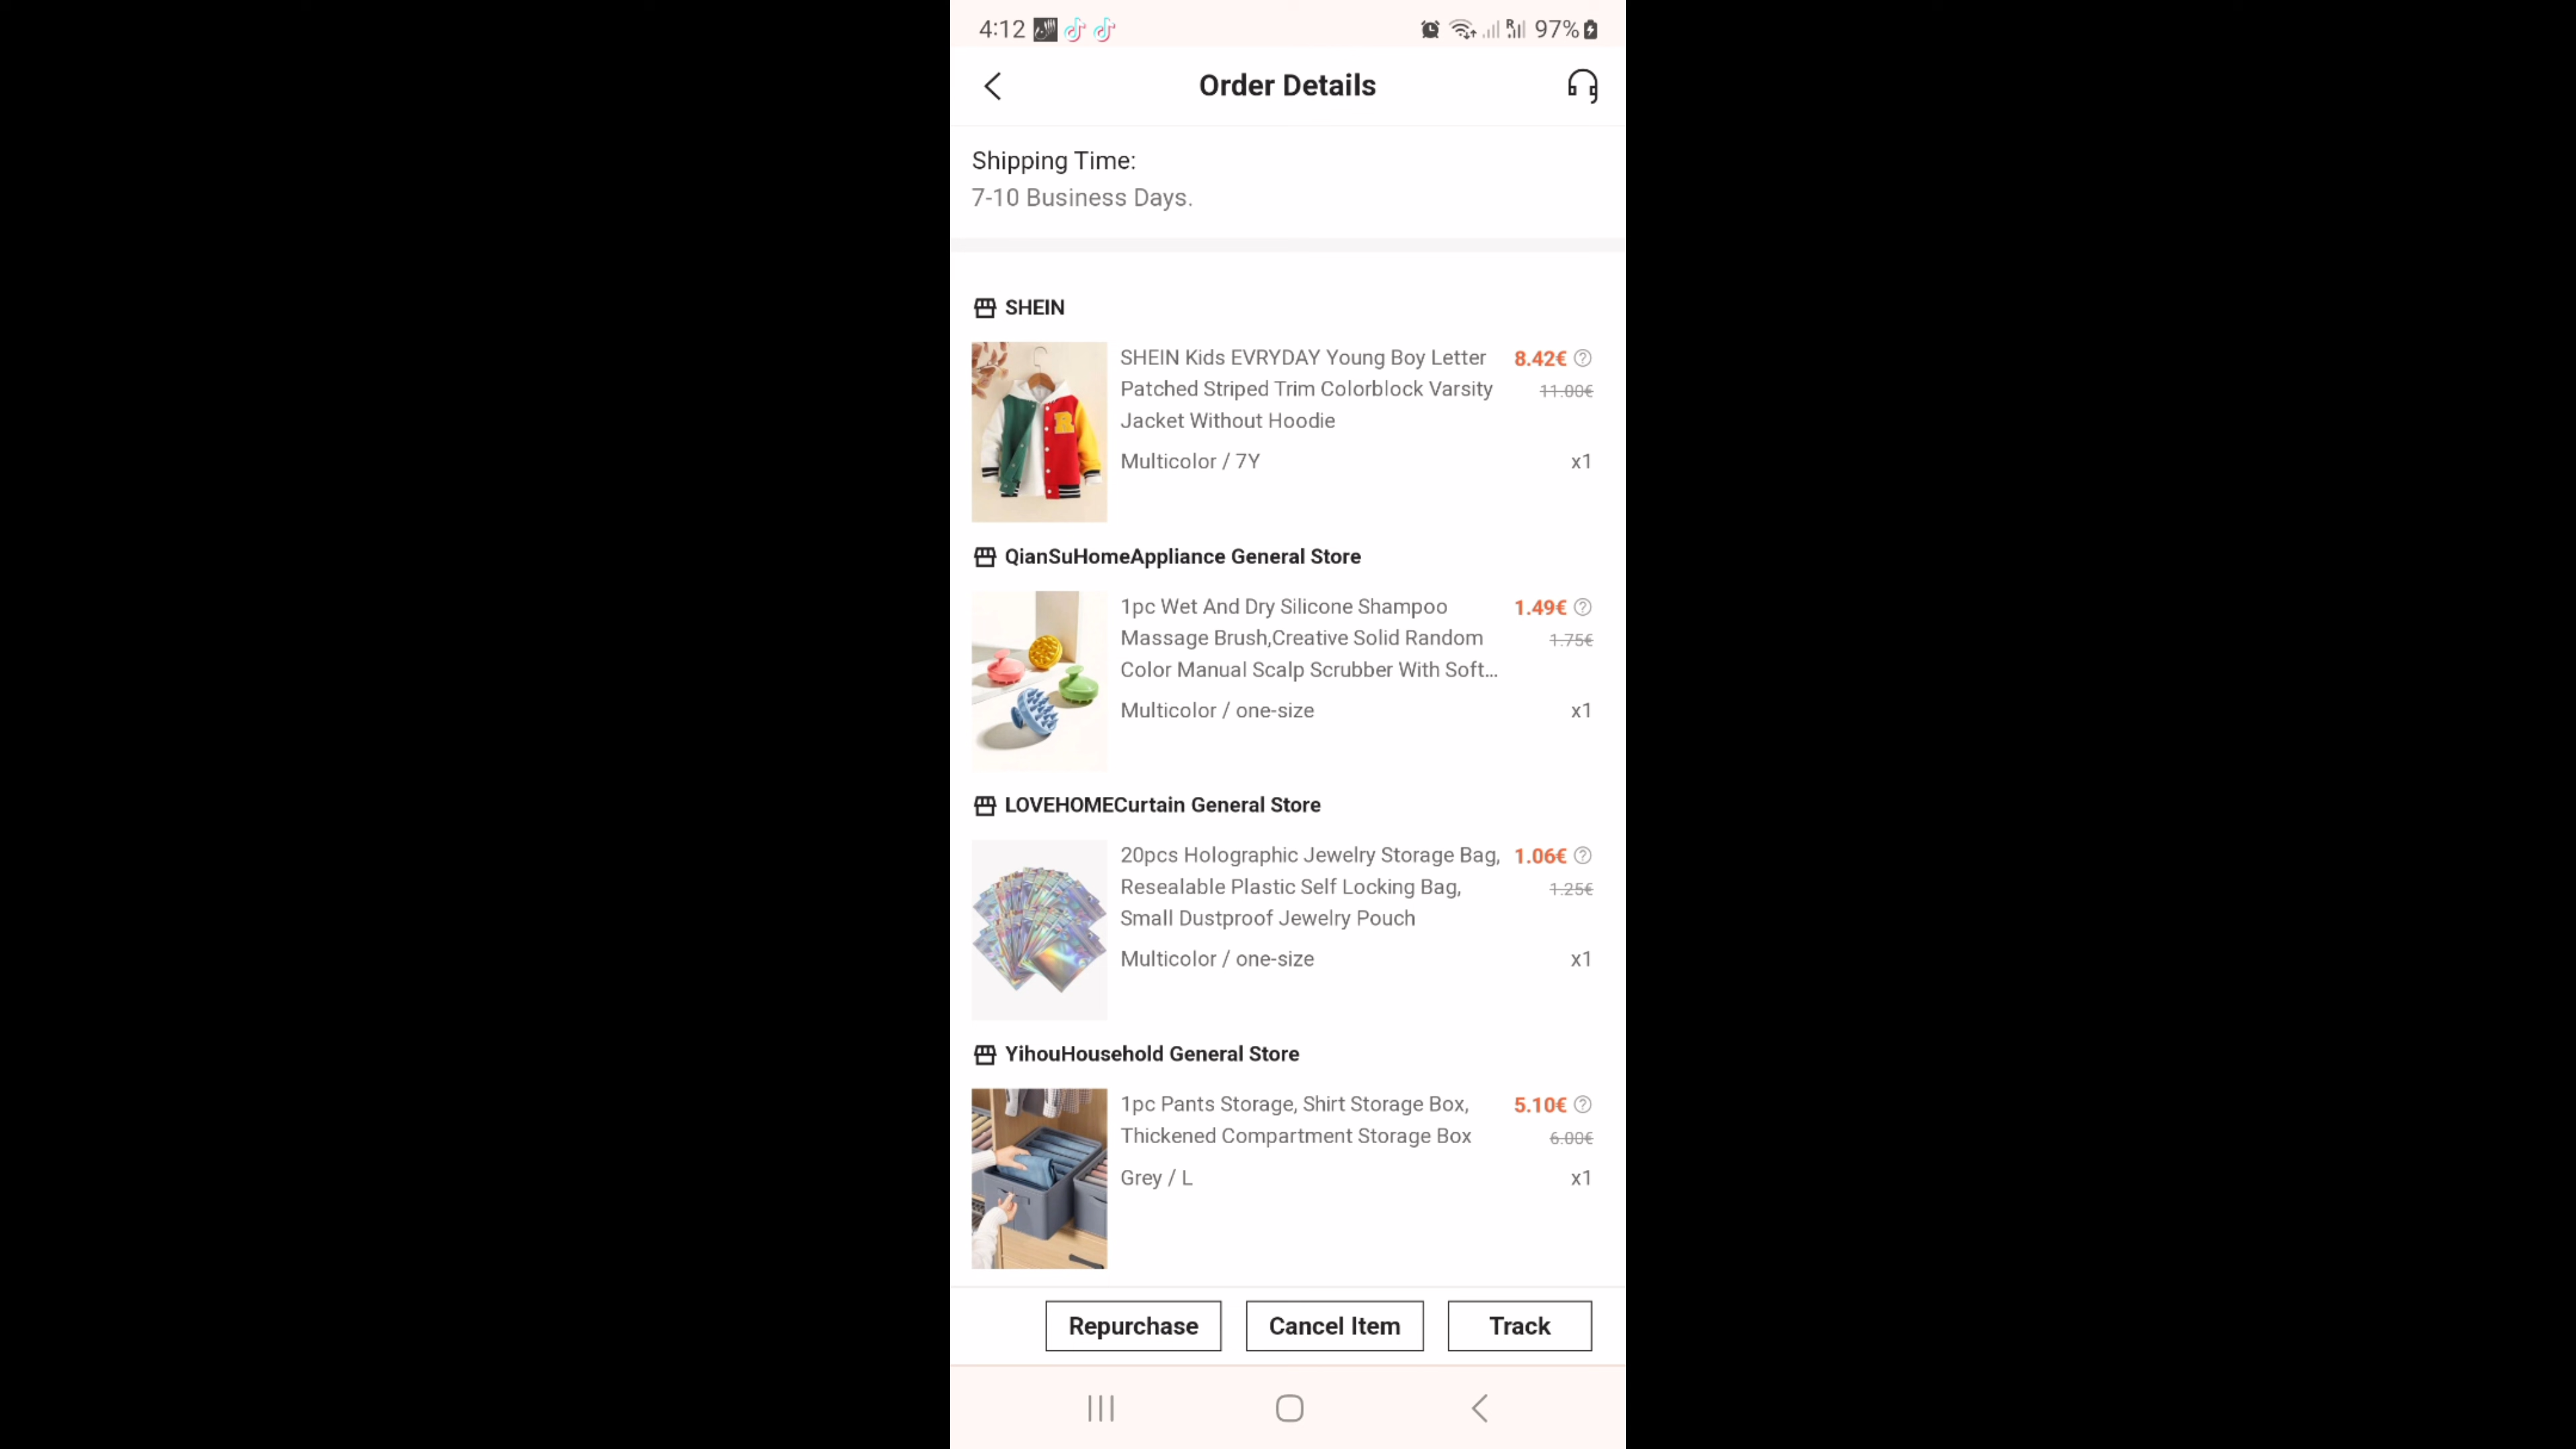 4:12
R
97%
Order Details
Shipping Time:
7-10 Business Days.
SHEIN
SHEIN Kids EVRYDAY Young Boy Letter
Patched Striped Trim Colorblock Varsity
Jacket Without Hoodie
8.42€
11.00€
R
Multicolor / 7Y
x1
QianSuHomeAppliance General Store
1pc Wet And Dry Silicone Shampoo
Massage Brush,Creative Solid Random
Color Manual Scalp Scrubber With Soft...
1.49€
1.75€
Multicolor / one-size
x1
LOVEHOMECurtain General Store
20pcs Holographic Jewelry Storage Bag,
Resealable Plastic Self Locking Bag,
Small Dustproof Jewelry Pouch
1.06€
1.25€
Multicolor / one-size
x1
YihouHousehold General Store
1pc Pants Storage, Shirt Storage Box,
Thickened Compartment Storage Box
5.10€
6.00€
Grey / L
x1
Repurchase
Cancel Item
Track